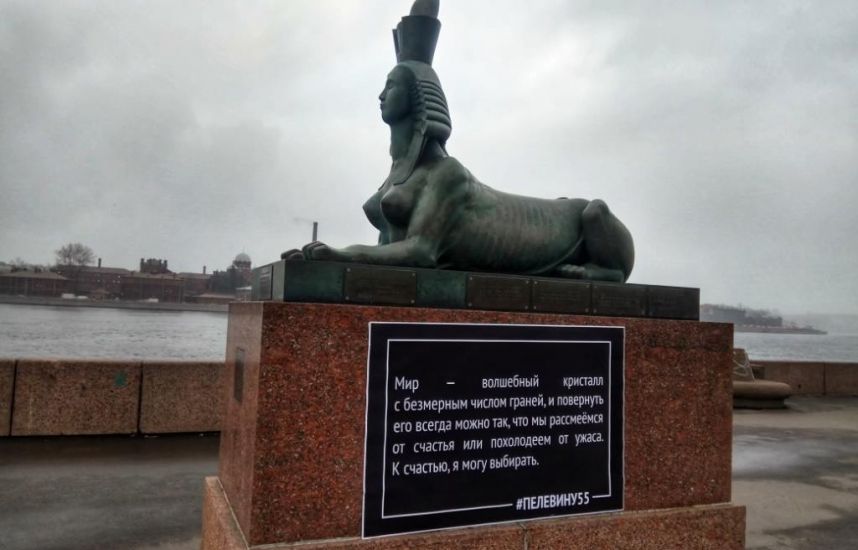 Мир – волшебный кристалл
с безмерным числом граней, и повернуть
его всегда можно так, что мы рассмеёмся
от счастья или похолодеем от ужаса.
К счастью, я могу выбирать.
#ПЕЛЕВИНУ55